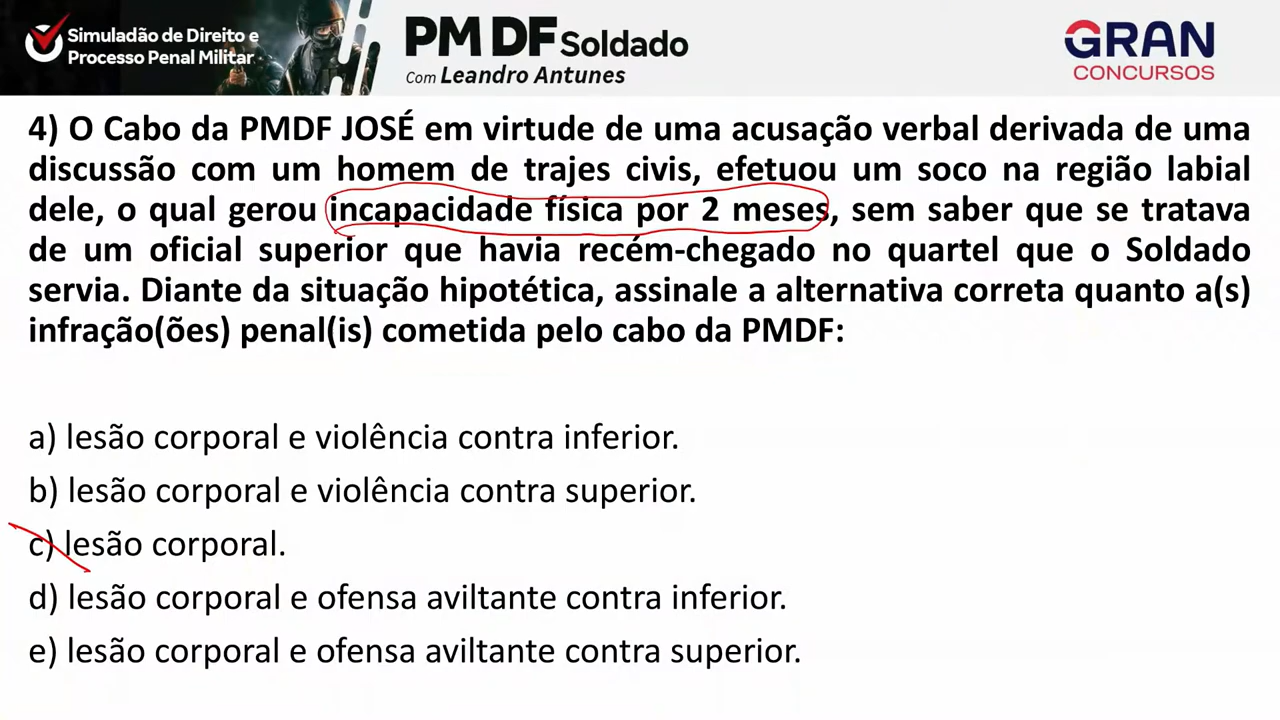 Simuladão de Direito e
Processo Penal Militar
PM DF Soldado
Com Leandro Antunes
GRAN
CONCURSOS
4) O Cabo da PMDF JOSÉ em virtude de uma acusação verbal derivada de uma
discussão com um homem de trajes civis, efetuou um soco na região labial
dele, o qual gerou incapacidade física por 2 meses, sem saber que se tratava
de um oficial superior que havia recém-chegado no quartel que o Soldado
servia. Diante da situação hipotética, assinale a alternativa correta quanto a(s)
infração(ões) penal(is) cometida pelo cabo da PMDF:
a) lesão corporal e violência contra inferior.
b) lesão corporal e violência contra superior.
c) lesão corporal.
d) lesão corporal e ofensa aviltante contra inferior.
e) lesão corporal e ofensa aviltante contra superior.